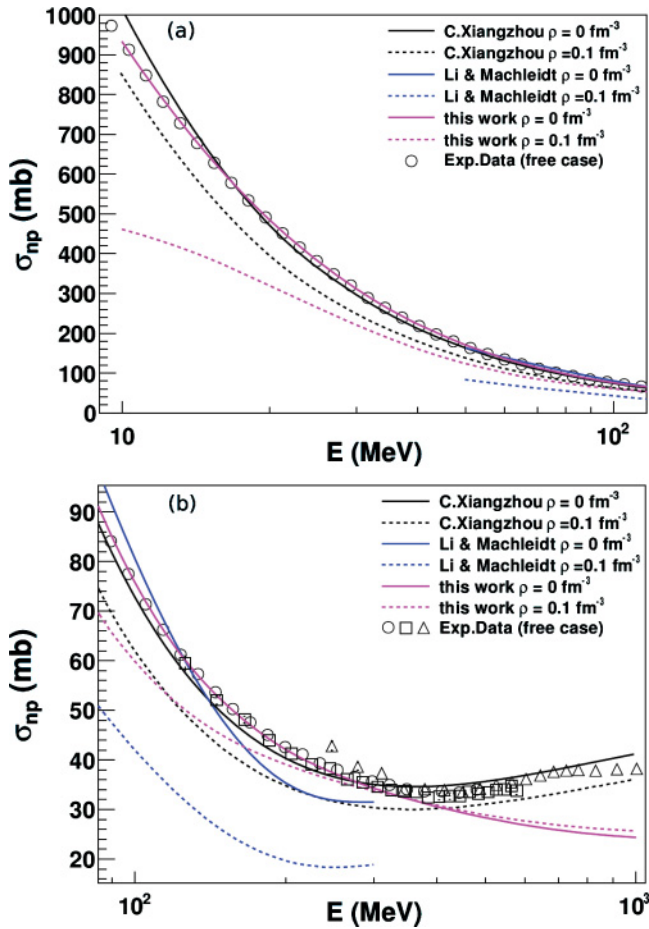 (a)
C.Xiangzhou ρ = 0 fm⁻³
C.Xiangzhou ρ =0.1 fm⁻³
Li & Machleidt ρ = 0 fm⁻³
Li & Machleidt ρ =0.1 fm⁻³
this work ρ = 0 fm⁻³
this work ρ = 0.1 fm⁻³
Exp.Data (free case)
σnp (mb)
1000
900
800
700
600
500
400
300
200
100
0
10
10²
E (MeV)
(b)
C.Xiangzhou ρ = 0 fm⁻³
C.Xiangzhou ρ =0.1 fm⁻³
Li & Machleidt ρ = 0 fm⁻³
Li & Machleidt ρ =0.1 fm⁻³
this work ρ = 0 fm⁻³
this work ρ = 0.1 fm⁻³
Exp.Data (free case)
σnp (mb)
90
80
70
60
50
40
30
20
10²
10³
E (MeV)